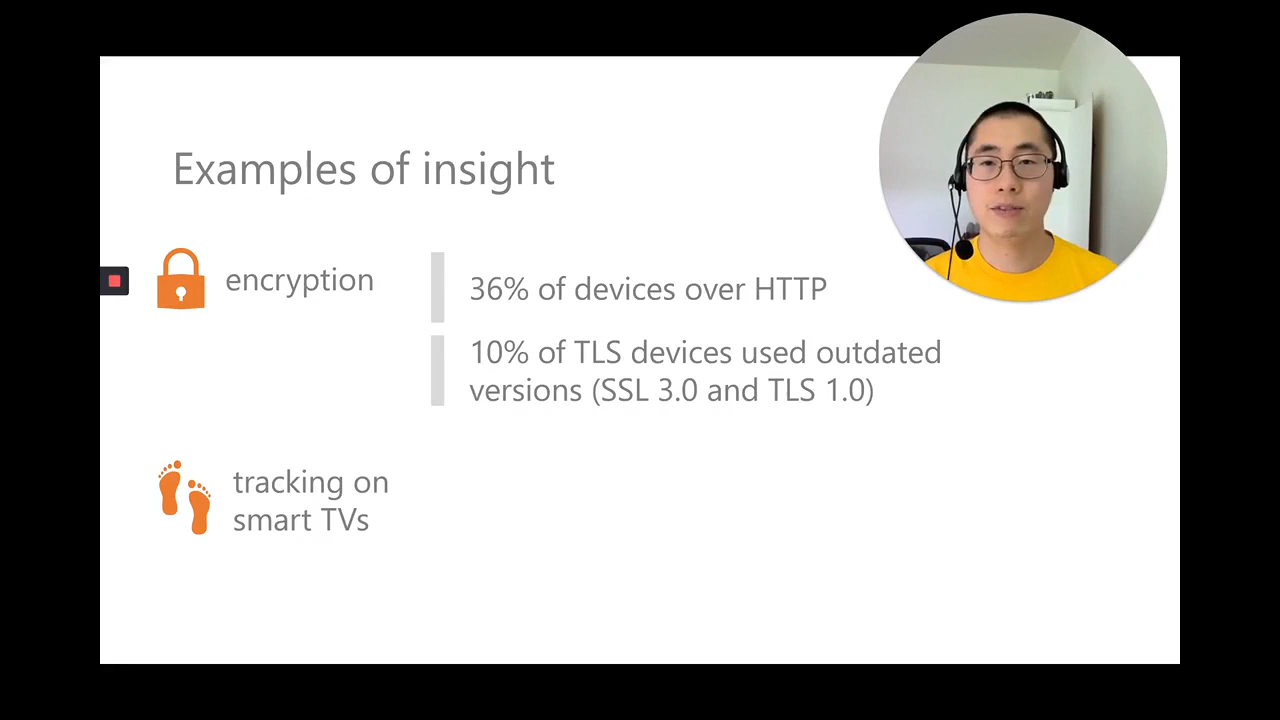 Examples of insight
encryption
36% of devices over HTTP
10% of TLS devices used outdated
versions (SSL 3.0 and TLS 1.0)
tracking on
smart TVs